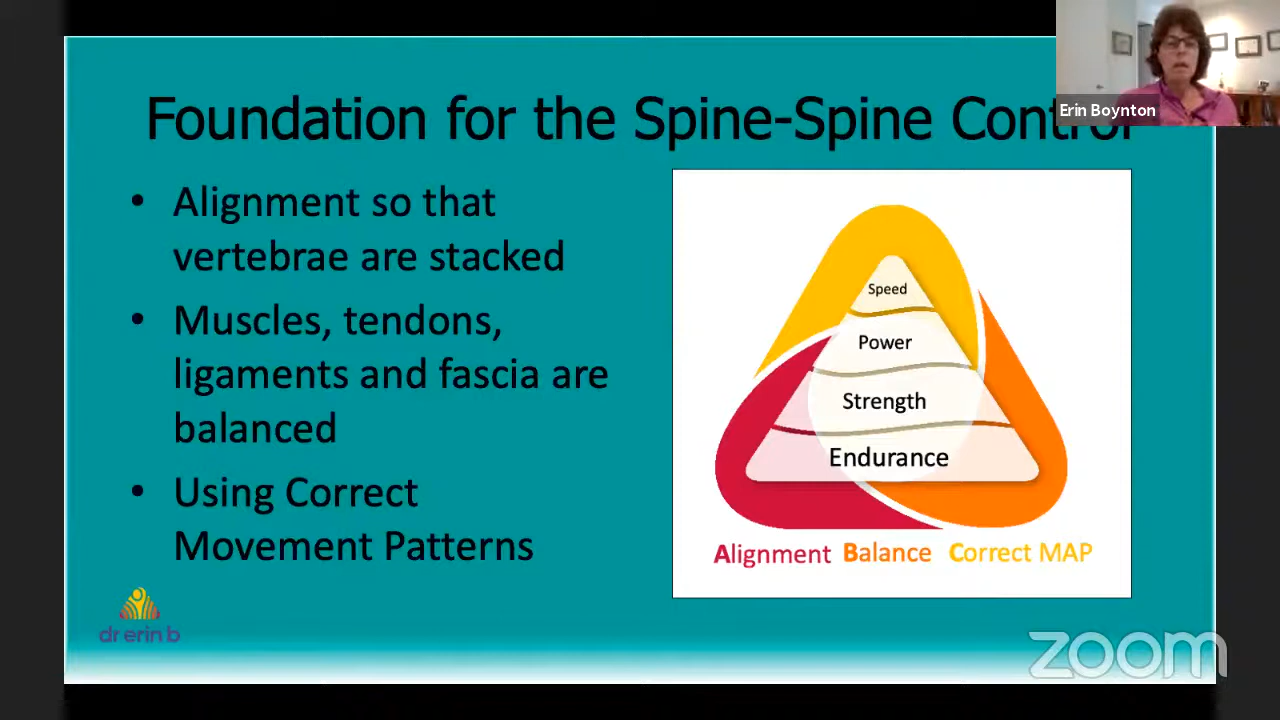 Foundation for the Spine-Spine Control
Erin Boynton
• Alignment so that
vertebrae are stacked
• Muscles, tendons,
ligaments and fascia are
balanced
• Using Correct
Movement Patterns
Speed
Power
Strength
Endurance
Alignment Balance Correct MAP
dr erin b
zoom